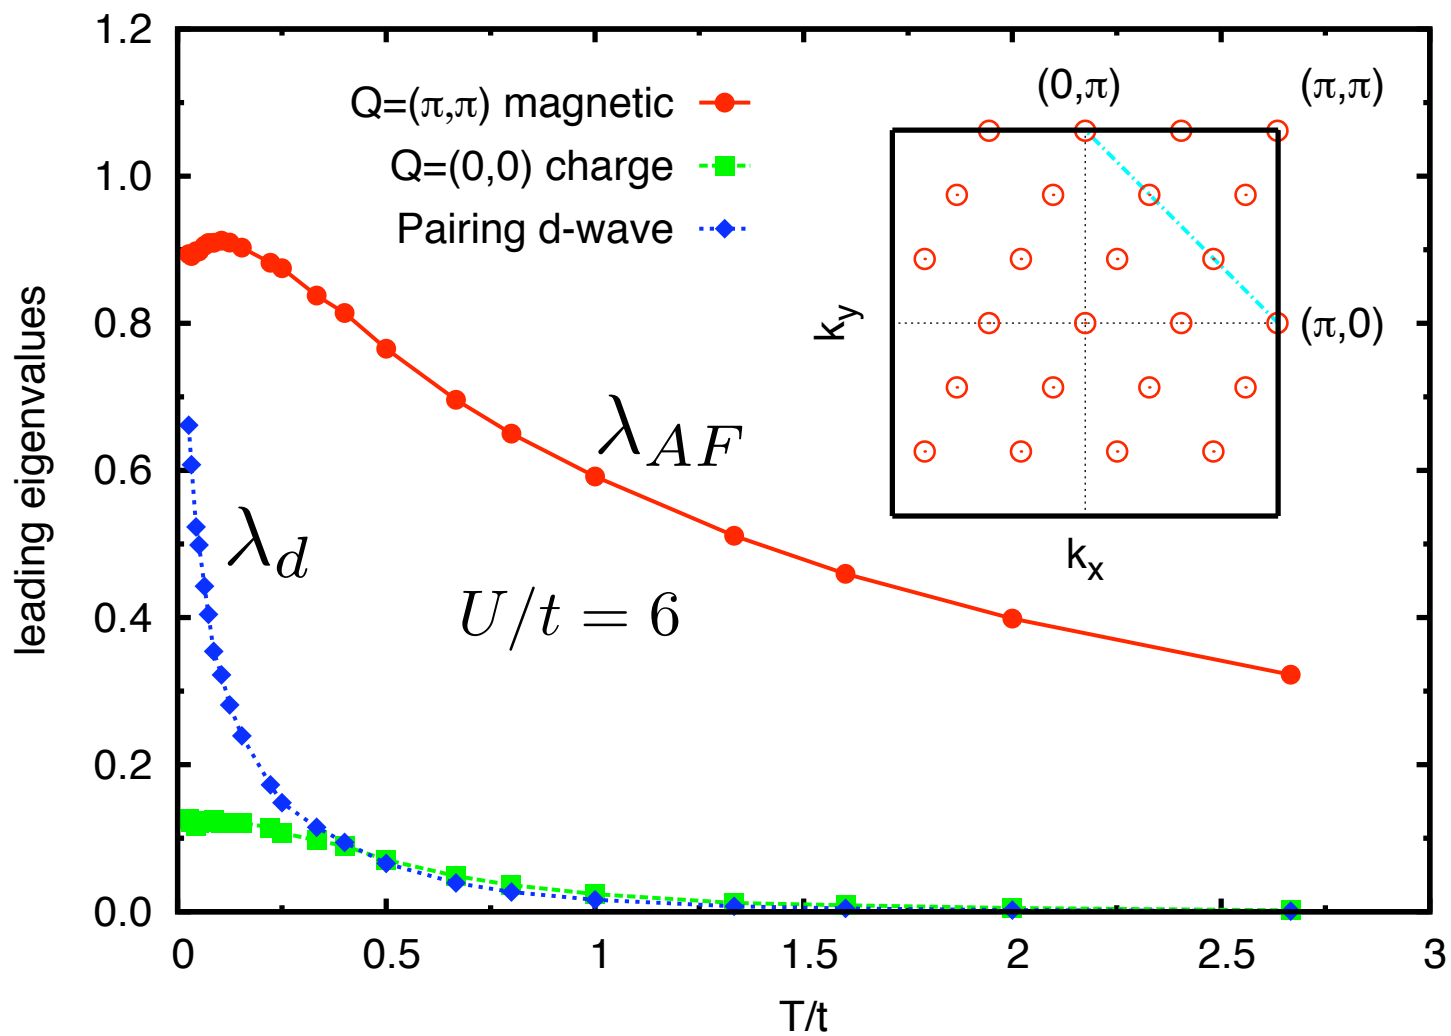 1.2
1.0
0.8
0.6
0.4
0.2
0.0
leading eigenvalues
Q=(π,π) magnetic
Q=(0,0) charge
Pairing d-wave
(0,π)
(π,π)
(π,0)
k_y
k_x
λ_{AF}
λ_d
U/t = 6
0 0.5 1 1.5 2 2.5 3
T/t